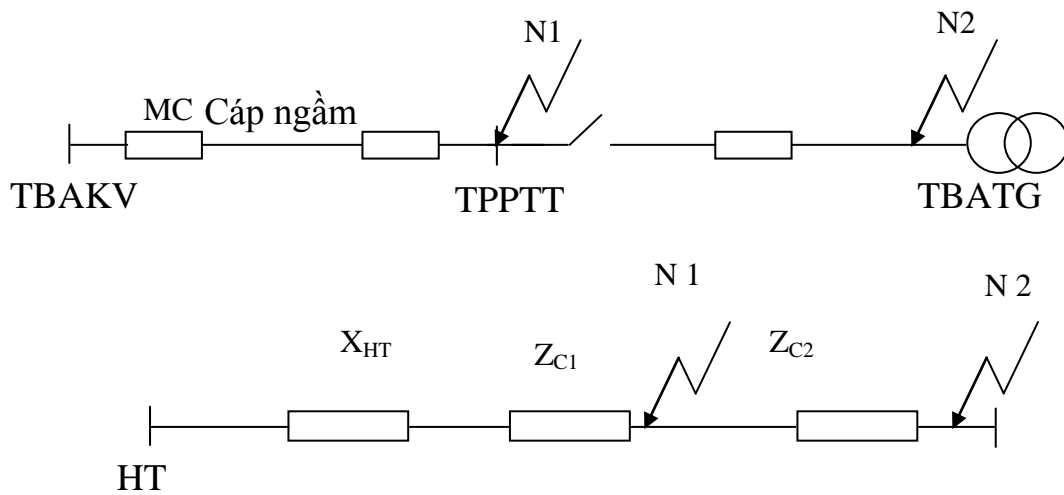 N1
N2
MC Cáp ngầm
TBAKV
TPPTT
TBATG
N 1
N 2
X_HT
Z_C1
Z_C2
HT